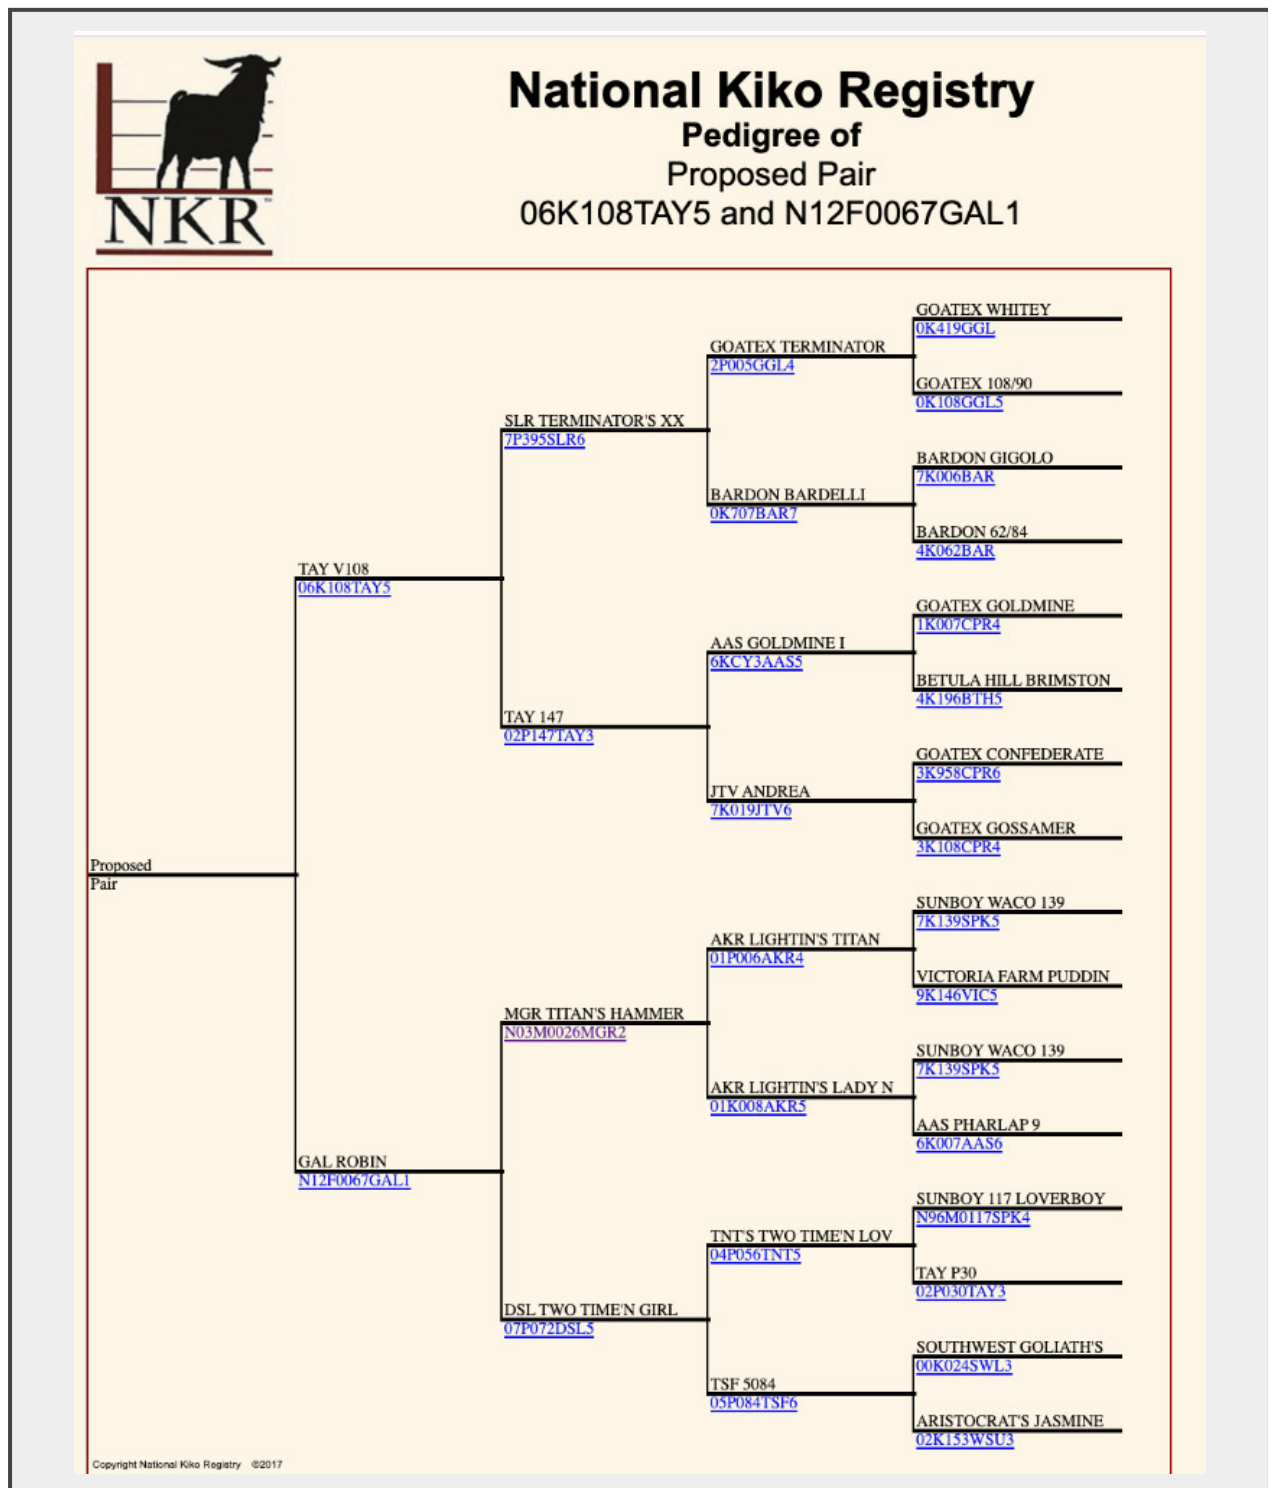 NKR
National Kiko Registry
Pedigree of
Proposed Pair
06K108TAY5 and N12F0067GAL1
GOATEX WHITEY
0K419GGL
GOATEX TERMINATOR
2P005GGL4
GOATEX 108/90
0K108GGL5
SLR TERMINATOR'S XX
7P395SLR6
BARDON GIGOLO
7K006BAR
BARDON BARDELLI
0K707BAR7
BARDON 62/84
4K062BAR
TAY V108
06K108TAY5
GOATEX GOLDMINE
1K007CPR4
AAS GOLDMINE I
6KCY3AAS5
BETULA HILL BRIMSTON
4K196BTH5
TAY 147
02P147TAY3
GOATEX CONFEDERATE
3K958CPR6
JTV ANDREA
7K019JTV6
GOATEX GOSSAMER
3K108CPR4
Proposed
Pair
SUNBOY WACO 139
7K139SPK5
AKR LIGHTIN'S TITAN
01P006AKR4
VICTORIA FARM PUDDIN
9K146VIC5
MGR TITAN'S HAMMER
N03M0026MGR2
SUNBOY WACO 139
7K139SPK5
AKR LIGHTIN'S LADY N
01K008AKR5
AAS PHARLAP 9
6K007AAS6
GAL ROBIN
N12F0067GAL1
SUNBOY 117 LOVERBOY
N96M0117SPK4
TNT'S TWO TIME'N LOV
04P056TNT5
TAY P30
02P030TAY3
DSL TWO TIME'N GIRL
07P072DSL5
SOUTHWEST GOLIATH'S
00K024SWL3
TSF 5084
05P084TSF6
ARISTOCRAT'S JASMINE
02K153WSU3
Copyright National Kiko Registry ©2017